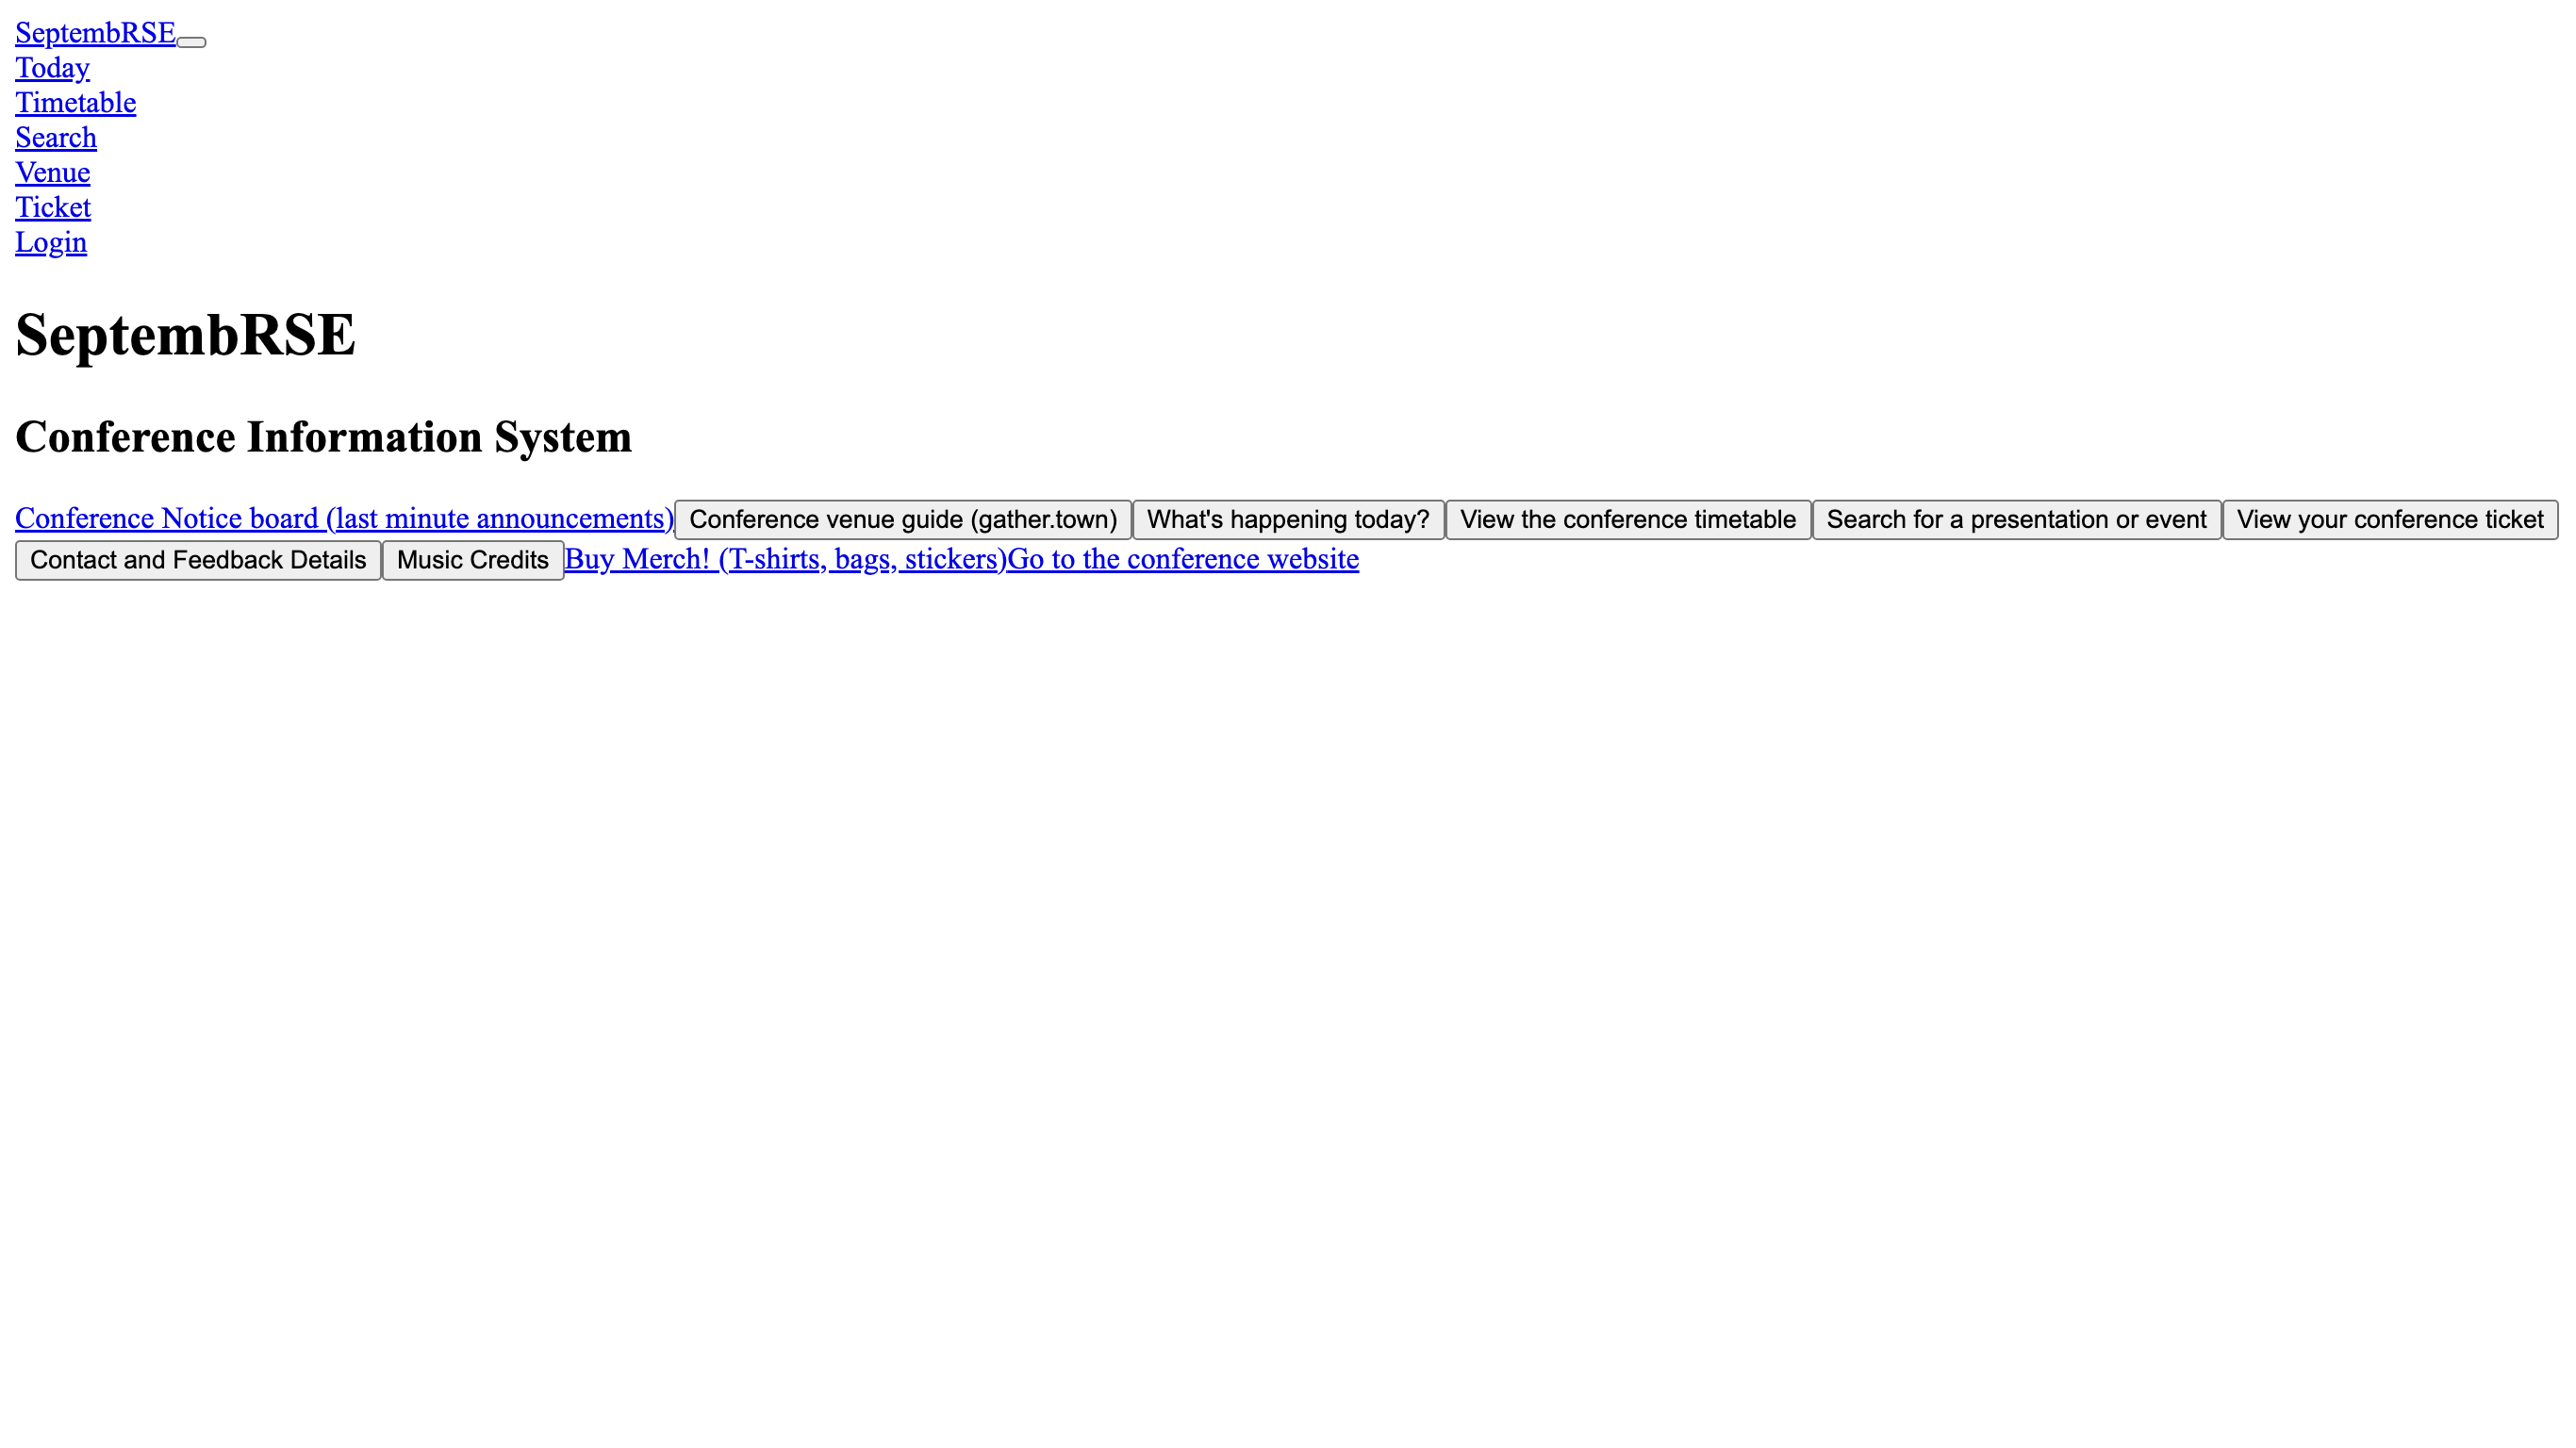 SeptembRSE
Today
Timetable
Search
Venue
Ticket
Login
SeptembRSE
Conference Information System
Conference Notice board (last minute announcements) Conference venue guide (gather.town) What's happening today? View the conference timetable Search for a presentation or event View your conference ticket
Contact and Feedback Details Music Credits Buy Merch! (T-shirts, bags, stickers)Go to the conference website